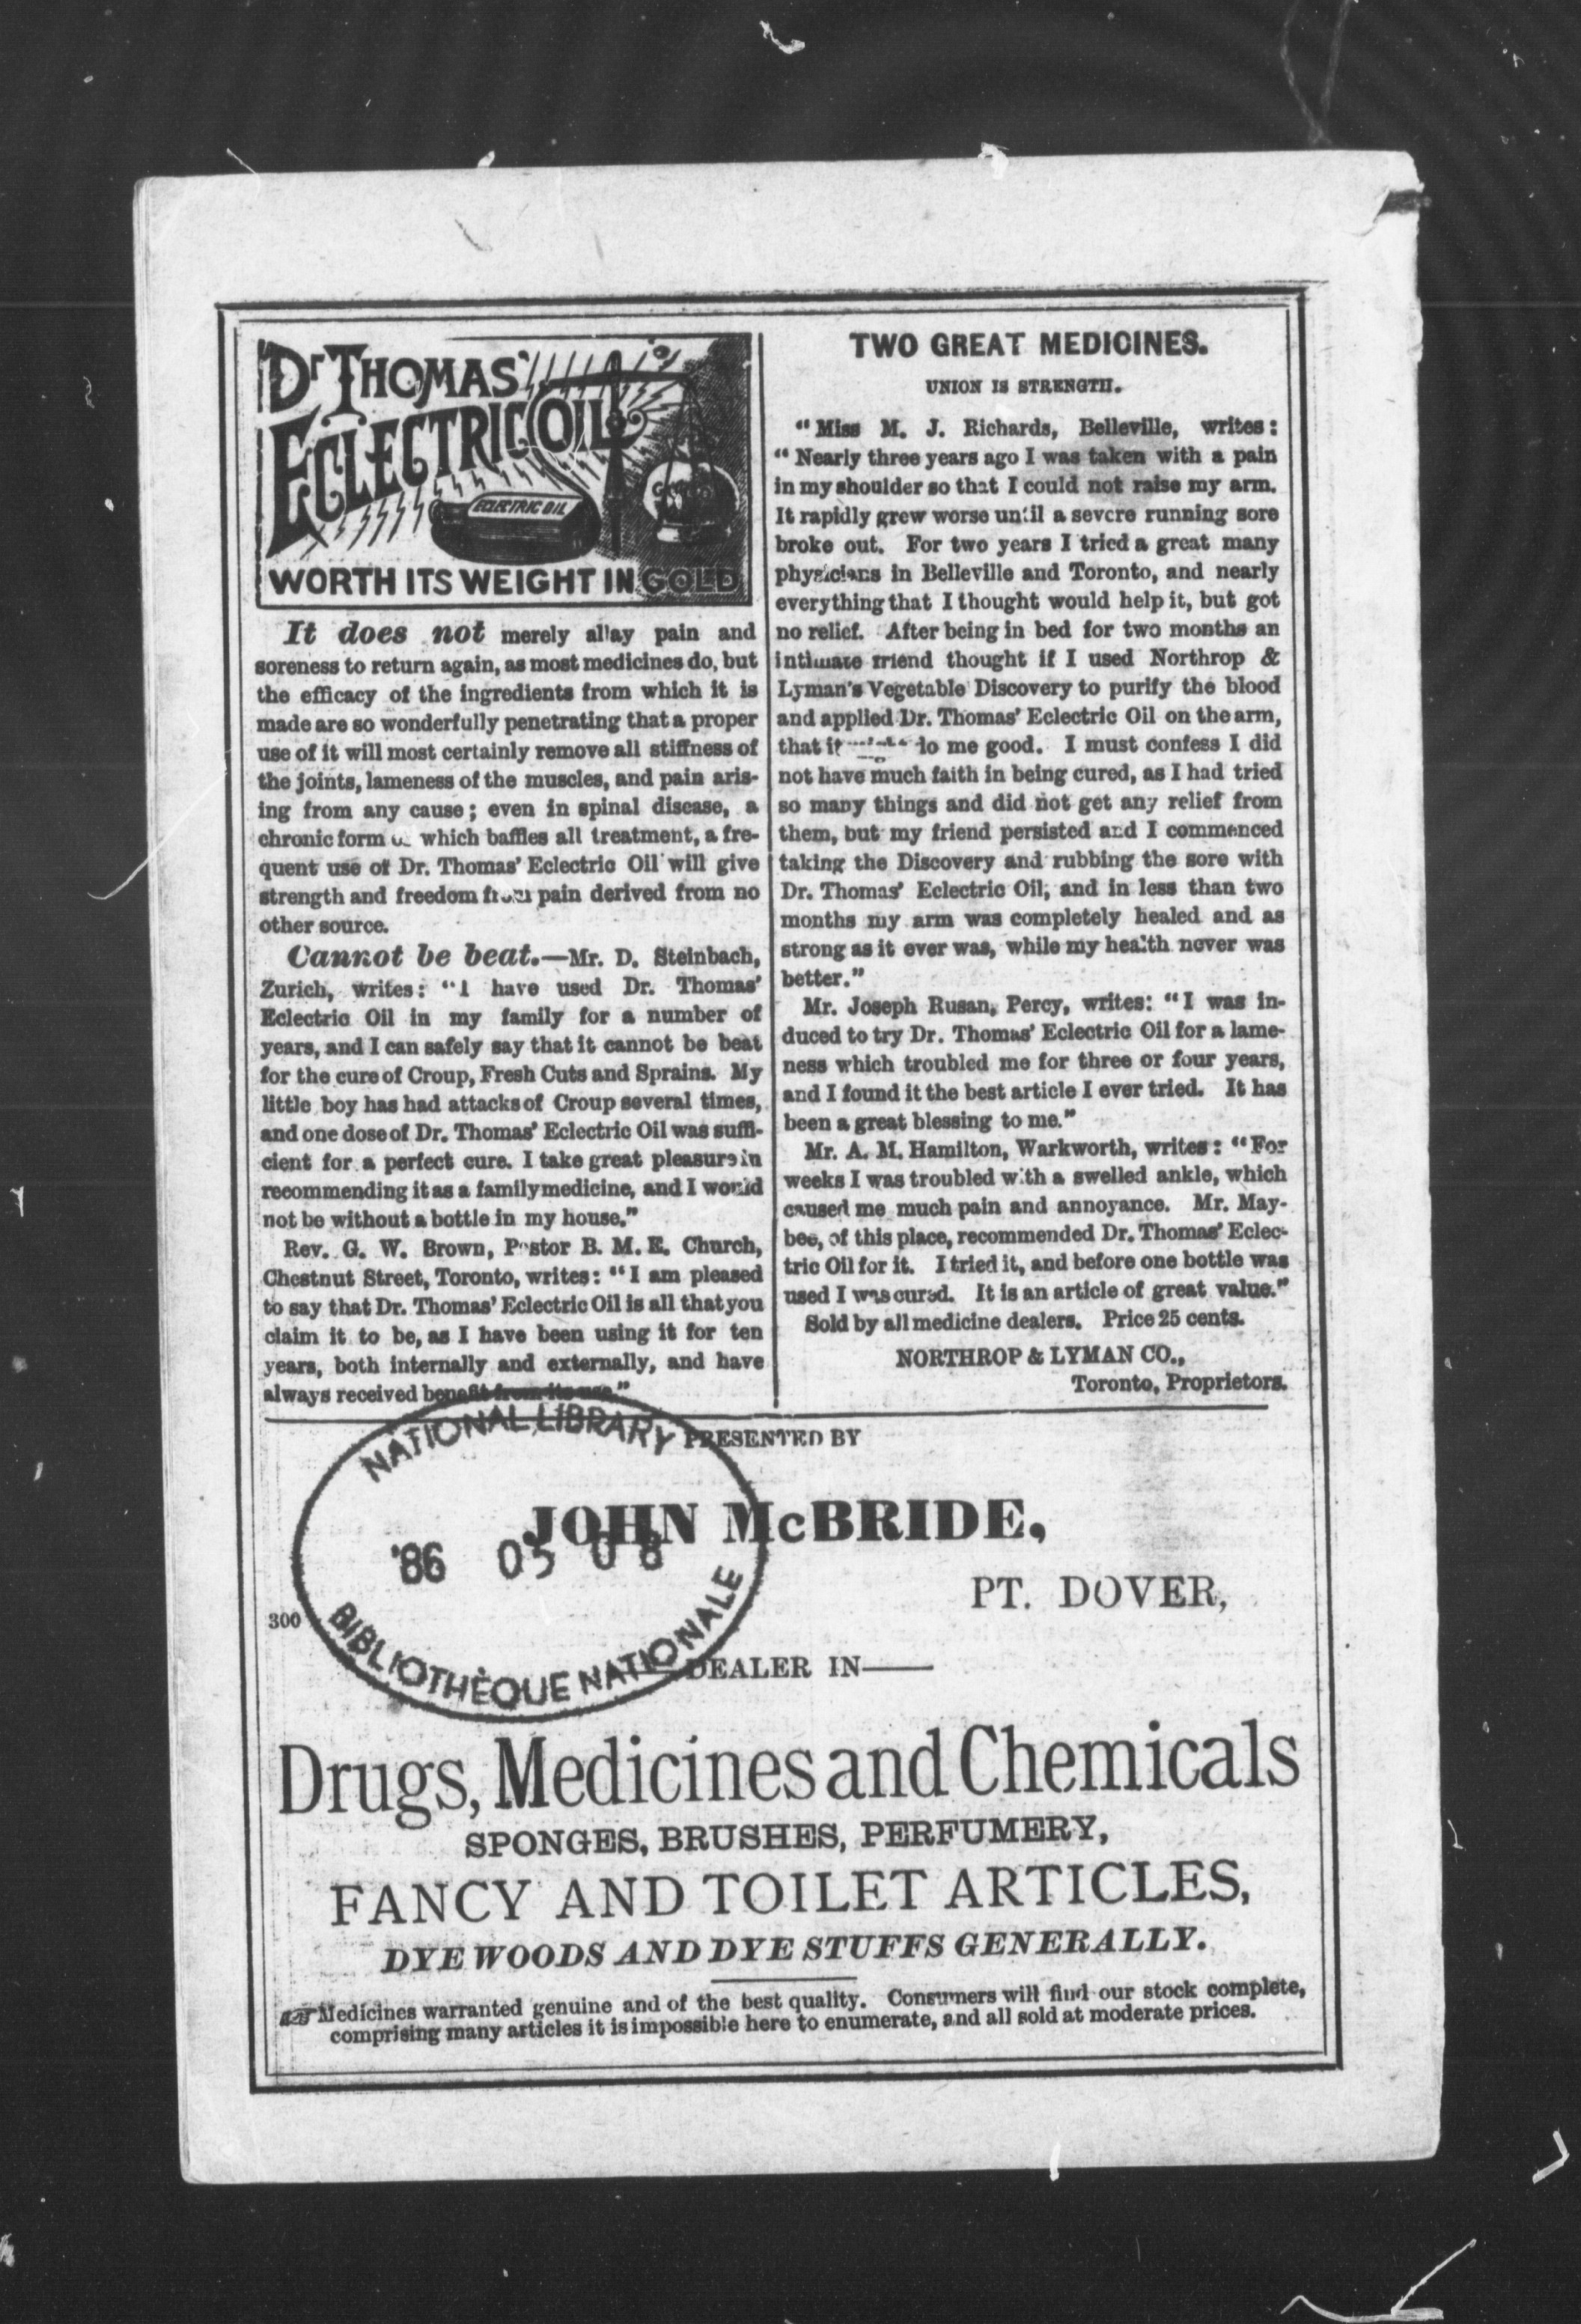 Dr THOMAS'
ECLECTRIC OIL
ECLECTRIC OIL
WORTH ITS WEIGHT IN GOLD
It does not merely allay pain and
soreness to return again, as most medicines do, but
the efficacy of the ingredients from which it is
made are so wonderfully penetrating that a proper
use of it will most certainly remove all stiffness of
the joints, lameness of the muscles, and pain aris-
ing from any cause; even in spinal disease, a
chronic form which baffles all treatment, a fre-
quent use of Dr. Thomas' Eclectric Oil will give
strength and freedom from pain derived from no
other source.
Cannot be beat.—Mr. D. Steinbach,
Zurich, writes: "I have used Dr. Thomas'
Eclectric Oil in my family for a number of
years, and I can safely say that it cannot be beat
for the cure of Croup, Fresh Cuts and Sprains. My
little boy has had attacks of Croup several times,
and one dose of Dr. Thomas' Eclectric Oil was suffi-
cient for a perfect cure. I take great pleasure in
recommending it as a family medicine, and I would
not be without a bottle in my house."
Rev. G. W. Brown, Pastor B. M. E. Church,
Chestnut Street, Toronto, writes: "I am pleased
to say that Dr. Thomas' Eclectric Oil is all that you
claim it to be, as I have been using it for ten
years, both internally and externally, and have
always received benefit from its use."
TWO GREAT MEDICINES.
UNION IS STRENGTH.
"Miss M. J. Richards, Belleville, writes:
"Nearly three years ago I was taken with a pain
in my shoulder so that I could not raise my arm.
It rapidly grew worse until a severe running sore
broke out. For two years I tried a great many
physicians in Belleville and Toronto, and nearly
everything that I thought would help it, but got
no relief. After being in bed for two months an
intimate friend thought if I used Northrop &
Lyman's Vegetable Discovery to purify the blood
and applied Dr. Thomas' Eclectric Oil on the arm,
that it do me good. I must confess I did
not have much faith in being cured, as I had tried
so many things and did not get any relief from
them, but my friend persisted and I commenced
taking the Discovery and rubbing the sore with
Dr. Thomas' Eclectric Oil, and in less than two
months my arm was completely healed and as
strong as it ever was, while my health never was
better."
Mr. Joseph Rusan, Percy, writes: "I was in-
duced to try Dr. Thomas' Eclectric Oil for a lame-
ness which troubled me for three or four years,
and I found it the best article I ever tried. It has
been a great blessing to me."
Mr. A. M. Hamilton, Warkworth, writes: "For
weeks I was troubled with a swelled ankle, which
caused me much pain and annoyance. Mr. May-
bee, of this place, recommended Dr. Thomas' Eclec-
tric Oil for it. I tried it, and before one bottle was
used I was cured. It is an article of great value."
Sold by all medicine dealers. Price 25 cents.
NORTHROP & LYMAN CO.,
Toronto, Proprietors.
PRESENTED BY
NATIONAL LIBRARY
JOHN McBRIDE,
'86 05 08
PT. DOVER,
300
BIBLIOTHÈQUE NATIONALE
DEALER IN——
Drugs, Medicines and Chemicals
SPONGES, BRUSHES, PERFUMERY,
FANCY AND TOILET ARTICLES,
DYE WOODS AND DYE STUFFS GENERALLY.
☞ Medicines warranted genuine and of the best quality. Consumers will find our stock complete,
comprising many articles it is impossible here to enumerate, and all sold at moderate prices.